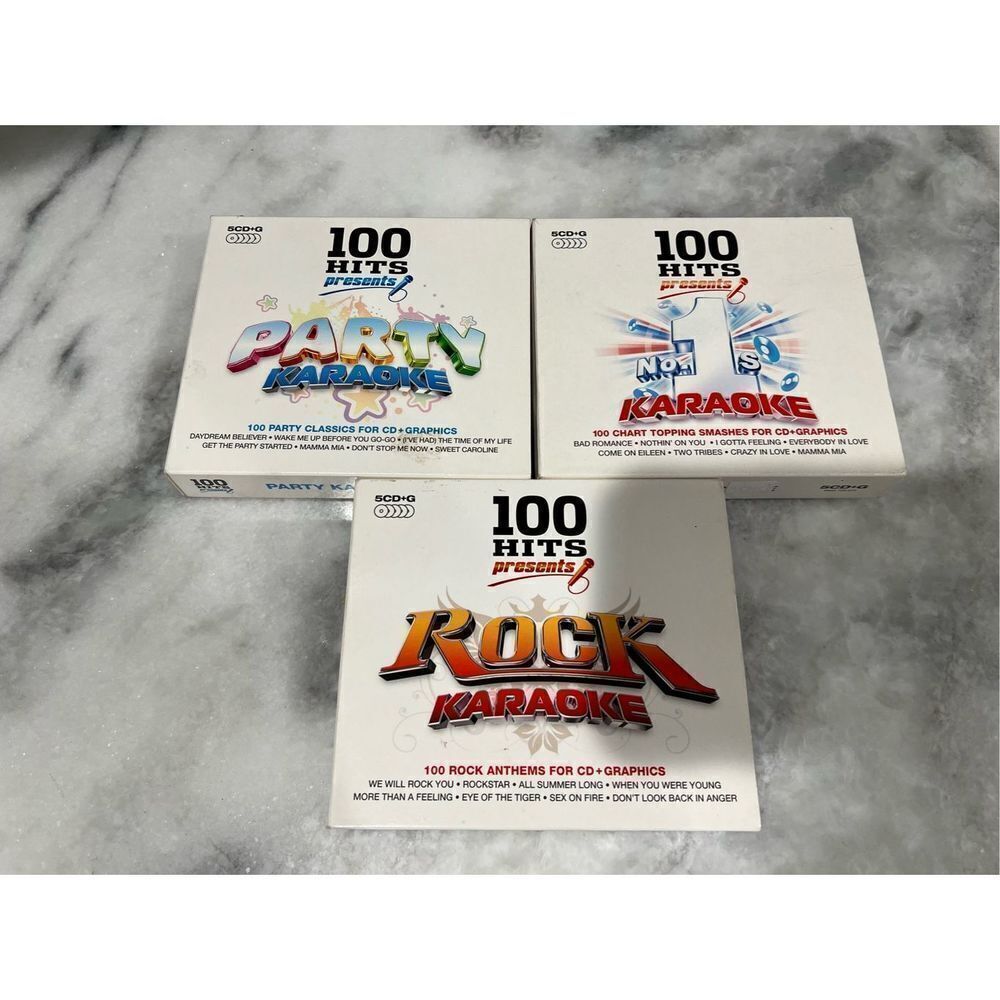 5CD+G
100
HITS
presents
PARTY
KARAOKE
100 PARTY CLASSICS FOR CD+GRAPHICS
DAYDREAM BELIEVER • WAKE ME UP BEFORE YOU GO-GO • (I'VE HAD) THE TIME OF MY LIFE
GET THE PARTY STARTED • MAMMA MIA • DON'T STOP ME NOW • SWEET CAROLINE
100
HITS
PARTY KA
5CD+G
100
HITS
presents
No. 1s
KARAOKE
100 CHART TOPPING SMASHES FOR CD+GRAPHICS
BAD ROMANCE • NOTHIN' ON YOU • I GOTTA FEELING • EVERYBODY IN LOVE
COME ON EILEEN • TWO TRIBES • CRAZY IN LOVE • MAMMA MIA
5CD+G
5CD+G
100
HITS
presents
ROCK
KARAOKE
100 ROCK ANTHEMS FOR CD+GRAPHICS
WE WILL ROCK YOU • ROCKSTAR • ALL SUMMER LONG • WHEN YOU WERE YOUNG
MORE THAN A FEELING • EYE OF THE TIGER • SEX ON FIRE • DON'T LOOK BACK IN ANGER